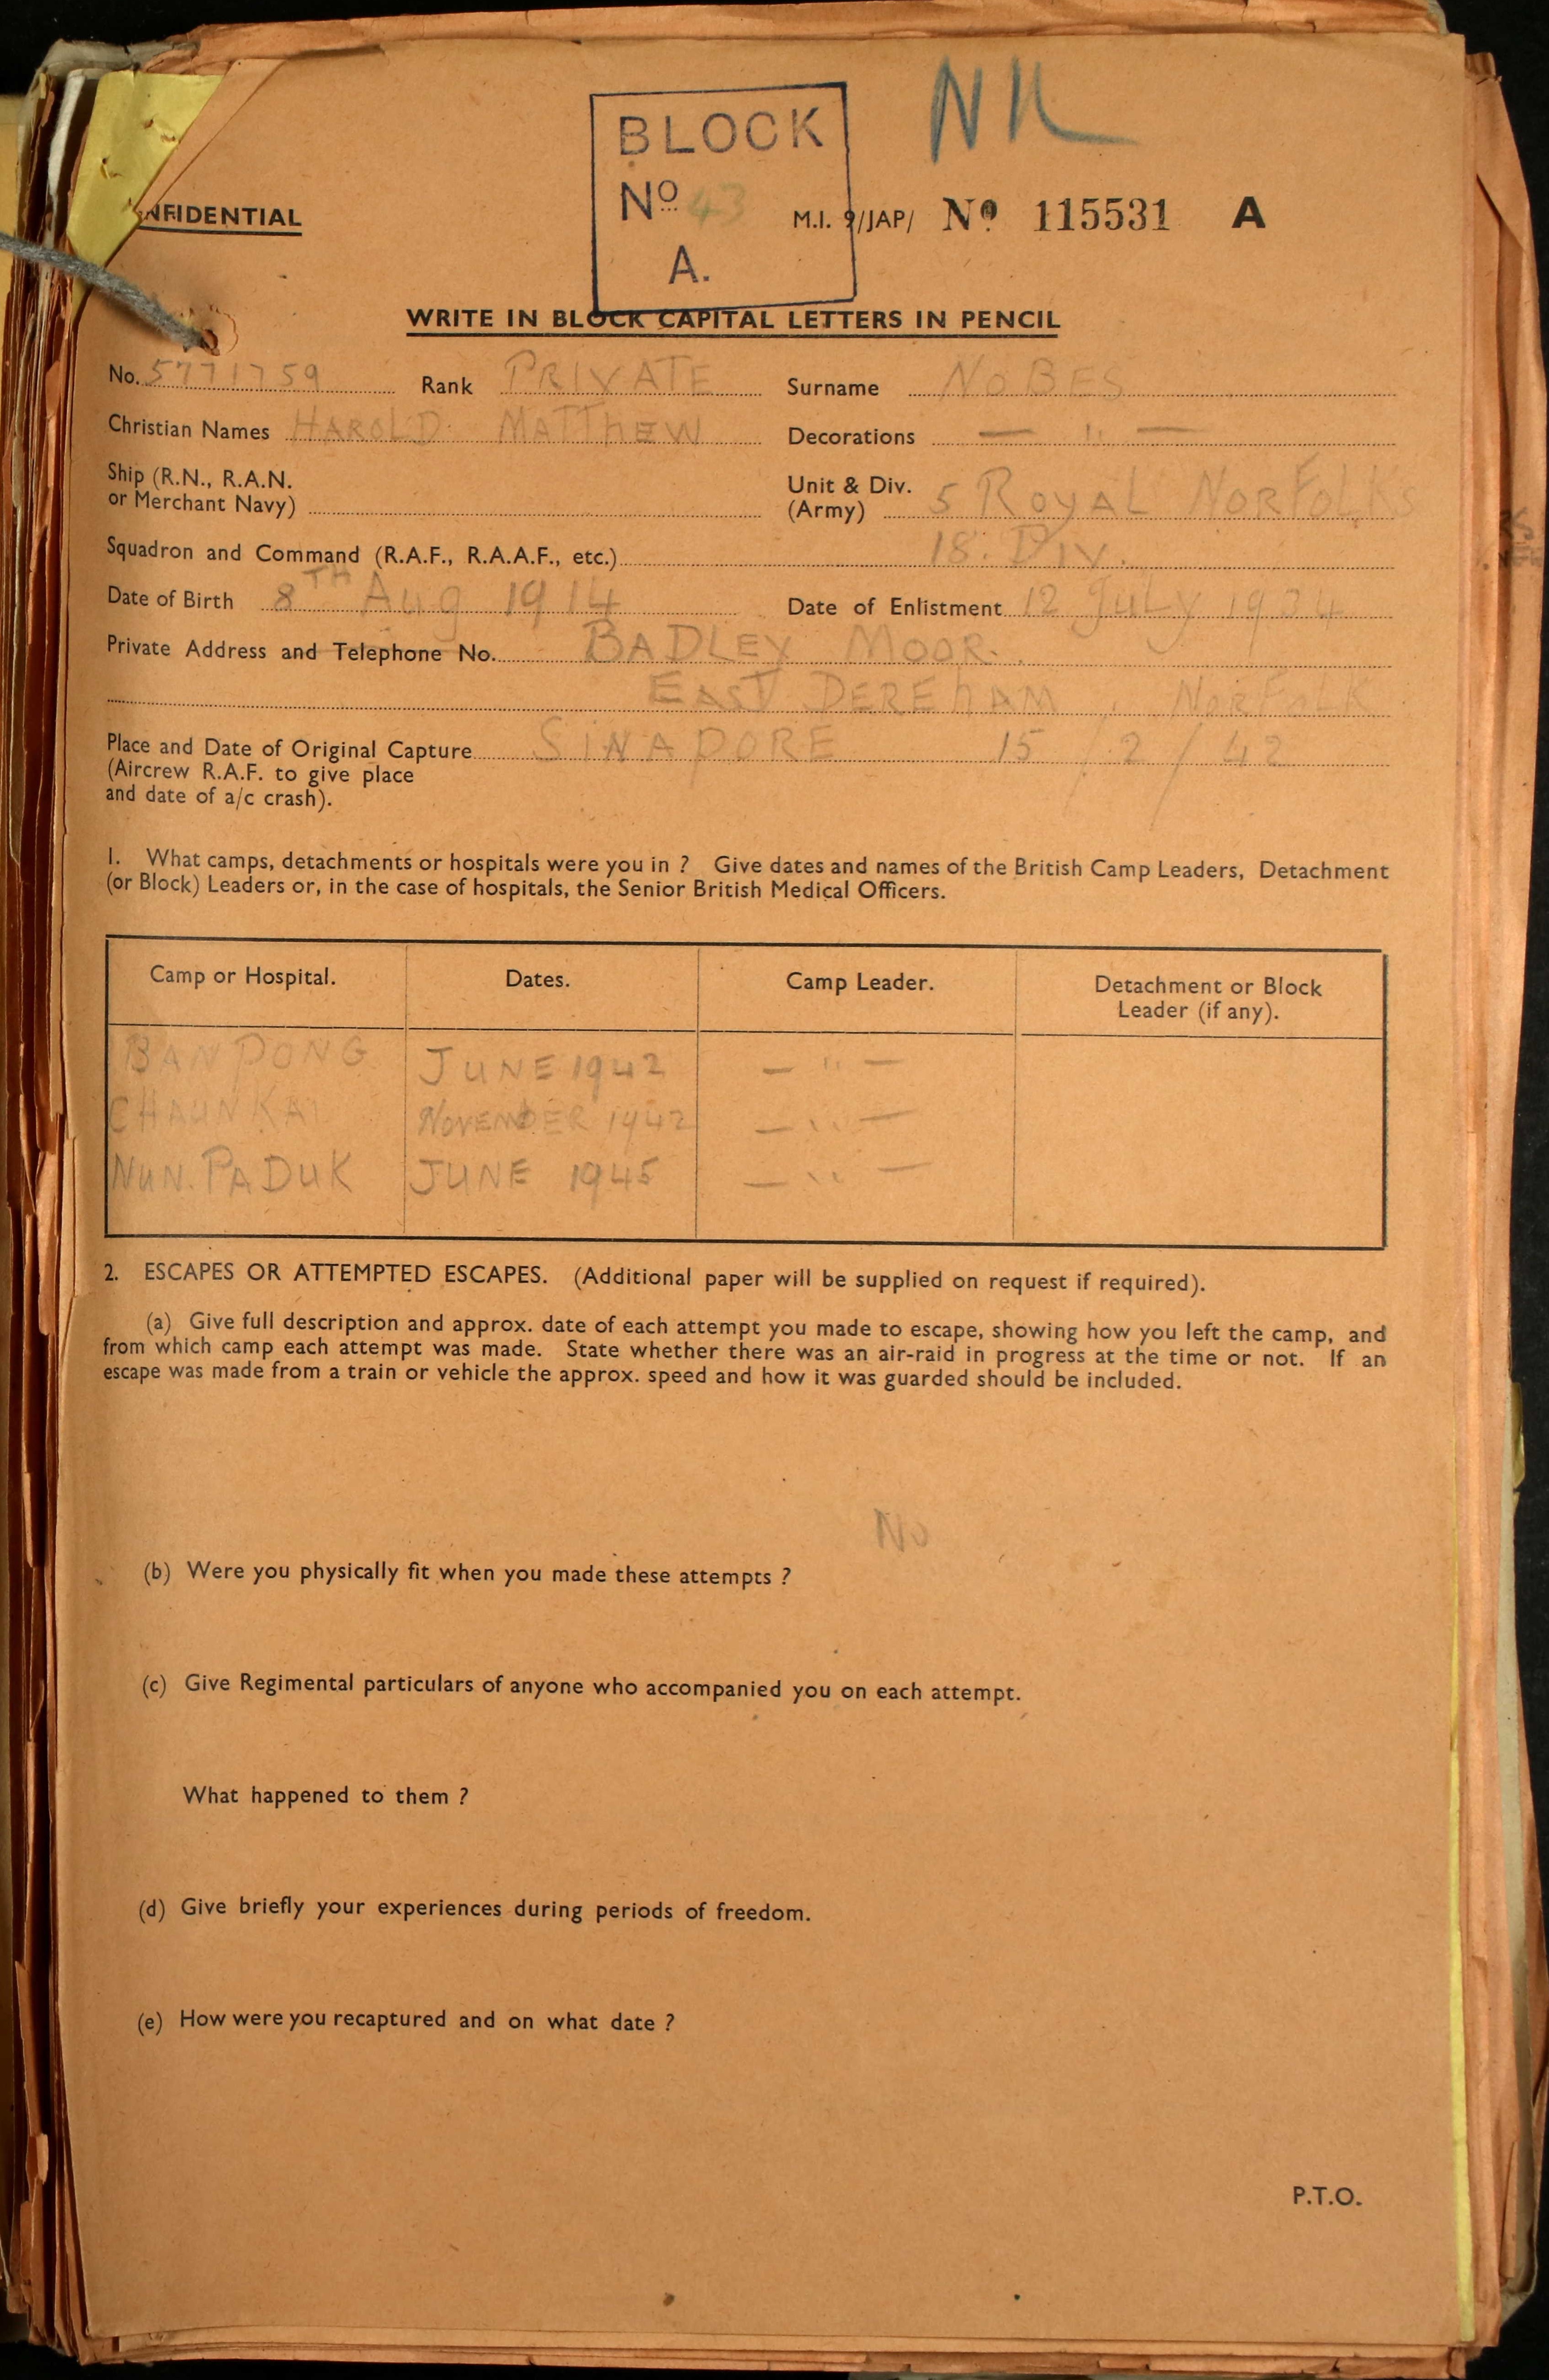 NK
BLOCK
No 43
A.
NFIDENTIAL
M.I. 9/JAP/ No 115531 A
WRITE IN BLOCK CAPITAL LETTERS IN PENCIL
No. 5771759 Rank PRIVATE Surname NOBES
Christian Names HAROLD MATTHEW Decorations — " —
Ship (R.N., R.A.N.
or Merchant Navy)
Unit & Div.
(Army) 5 ROYAL NORFOLKS
Squadron and Command (R.A.F., R.A.A.F., etc.) 18. DIV.
Date of Birth 8TH Aug 1914 Date of Enlistment 12 JULY 1934
Private Address and Telephone No. BADLEY MOOR.
EAST DEREHAM, NORFOLK
Place and Date of Original Capture SINAPORE 15/2/42
(Aircrew R.A.F. to give place
and date of a/c crash).
1. What camps, detachments or hospitals were you in ? Give dates and names of the British Camp Leaders, Detachment
(or Block) Leaders or, in the case of hospitals, the Senior British Medical Officers.
Camp or Hospital. Dates. Camp Leader. Detachment or Block
Leader (if any).
BAN PONG JUNE 1942 — " —
CHAUNKAI NOVEMBER 1942 — " —
NUN. PADUK JUNE 1945 — " —
2. ESCAPES OR ATTEMPTED ESCAPES. (Additional paper will be supplied on request if required).
(a) Give full description and approx. date of each attempt you made to escape, showing how you left the camp, and
from which camp each attempt was made. State whether there was an air-raid in progress at the time or not. If an
escape was made from a train or vehicle the approx. speed and how it was guarded should be included.
No
(b) Were you physically fit when you made these attempts ?
(c) Give Regimental particulars of anyone who accompanied you on each attempt.
What happened to them ?
(d) Give briefly your experiences during periods of freedom.
(e) How were you recaptured and on what date ?
P.T.O.